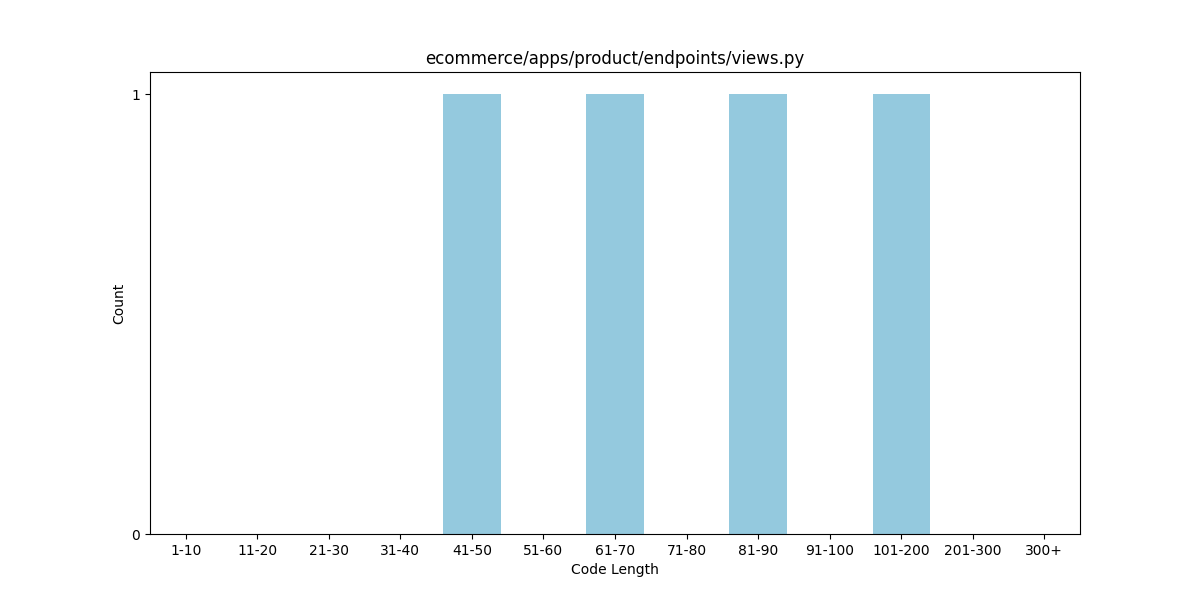 ecommerce/apps/product/endpoints/views.py
1
0
Count
1-10 11-20 21-30 31-40 41-50 51-60 61-70 71-80 81-90 91-100 101-200 201-300 300+
Code Length